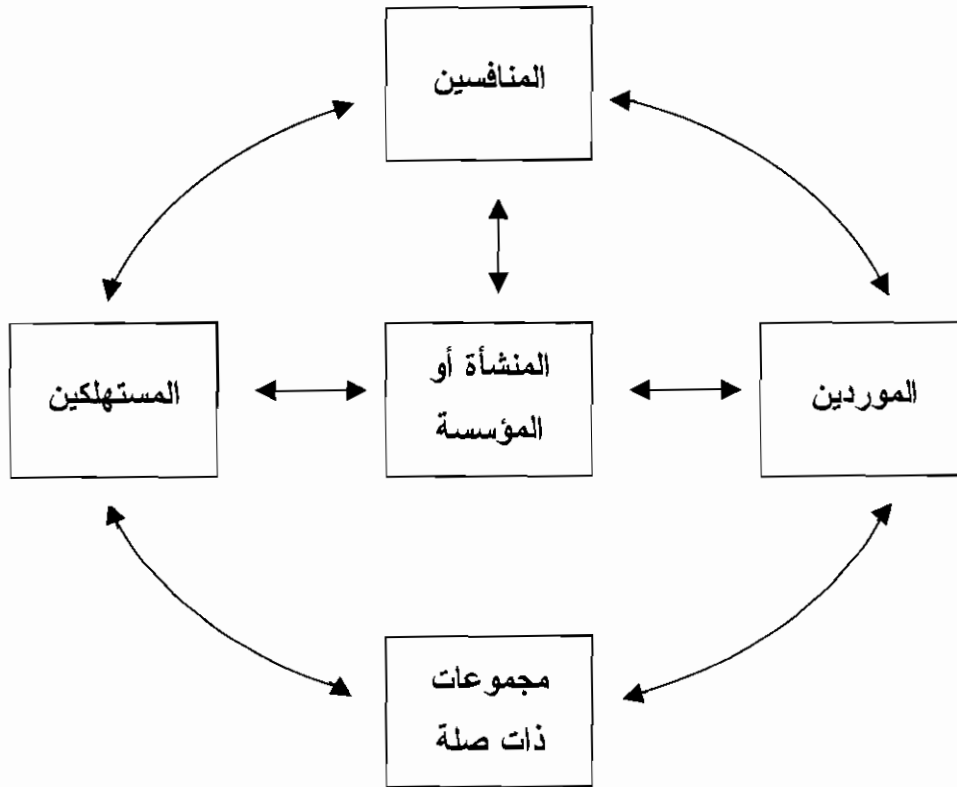 المنافسين
الموردين
المنشأة أو
المؤسسة
المستهلكين
مجموعات
ذات صلة